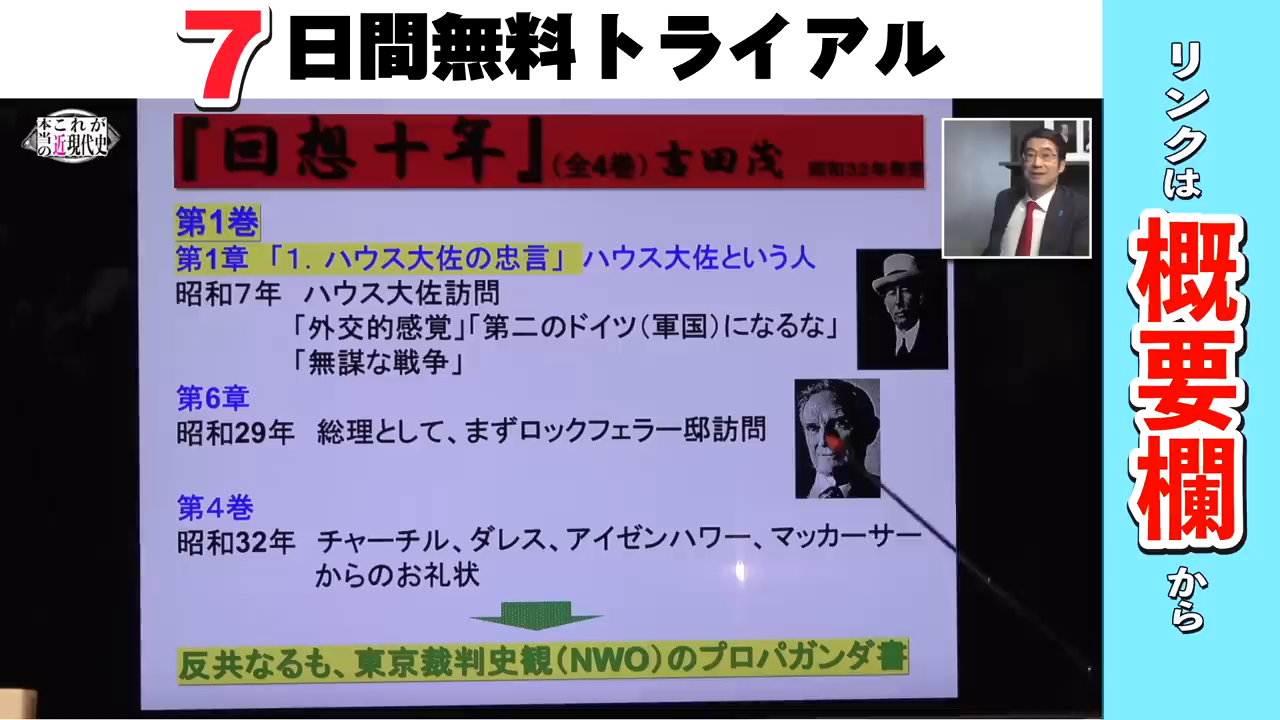 7日間無料トライアル
これが
本当の
近現代史
『回想十年』(全4巻)吉田茂 昭和32年発売
第1巻
第1章 「1. ハウス大佐の忠言」 ハウス大佐という人
昭和7年 ハウス大佐訪問
「外交的感覚」「第二のドイツ(軍国)になるな」
「無謀な戦争」
第6章
昭和29年 総理として、まずロックフェラー邸訪問
第4巻
昭和32年 チャーチル、ダレス、アイゼンハワー、マッカーサー
からのお礼状
反共なるも、東京裁判史観(NWO)のプロパガンダ書
リンクは
概要欄
から